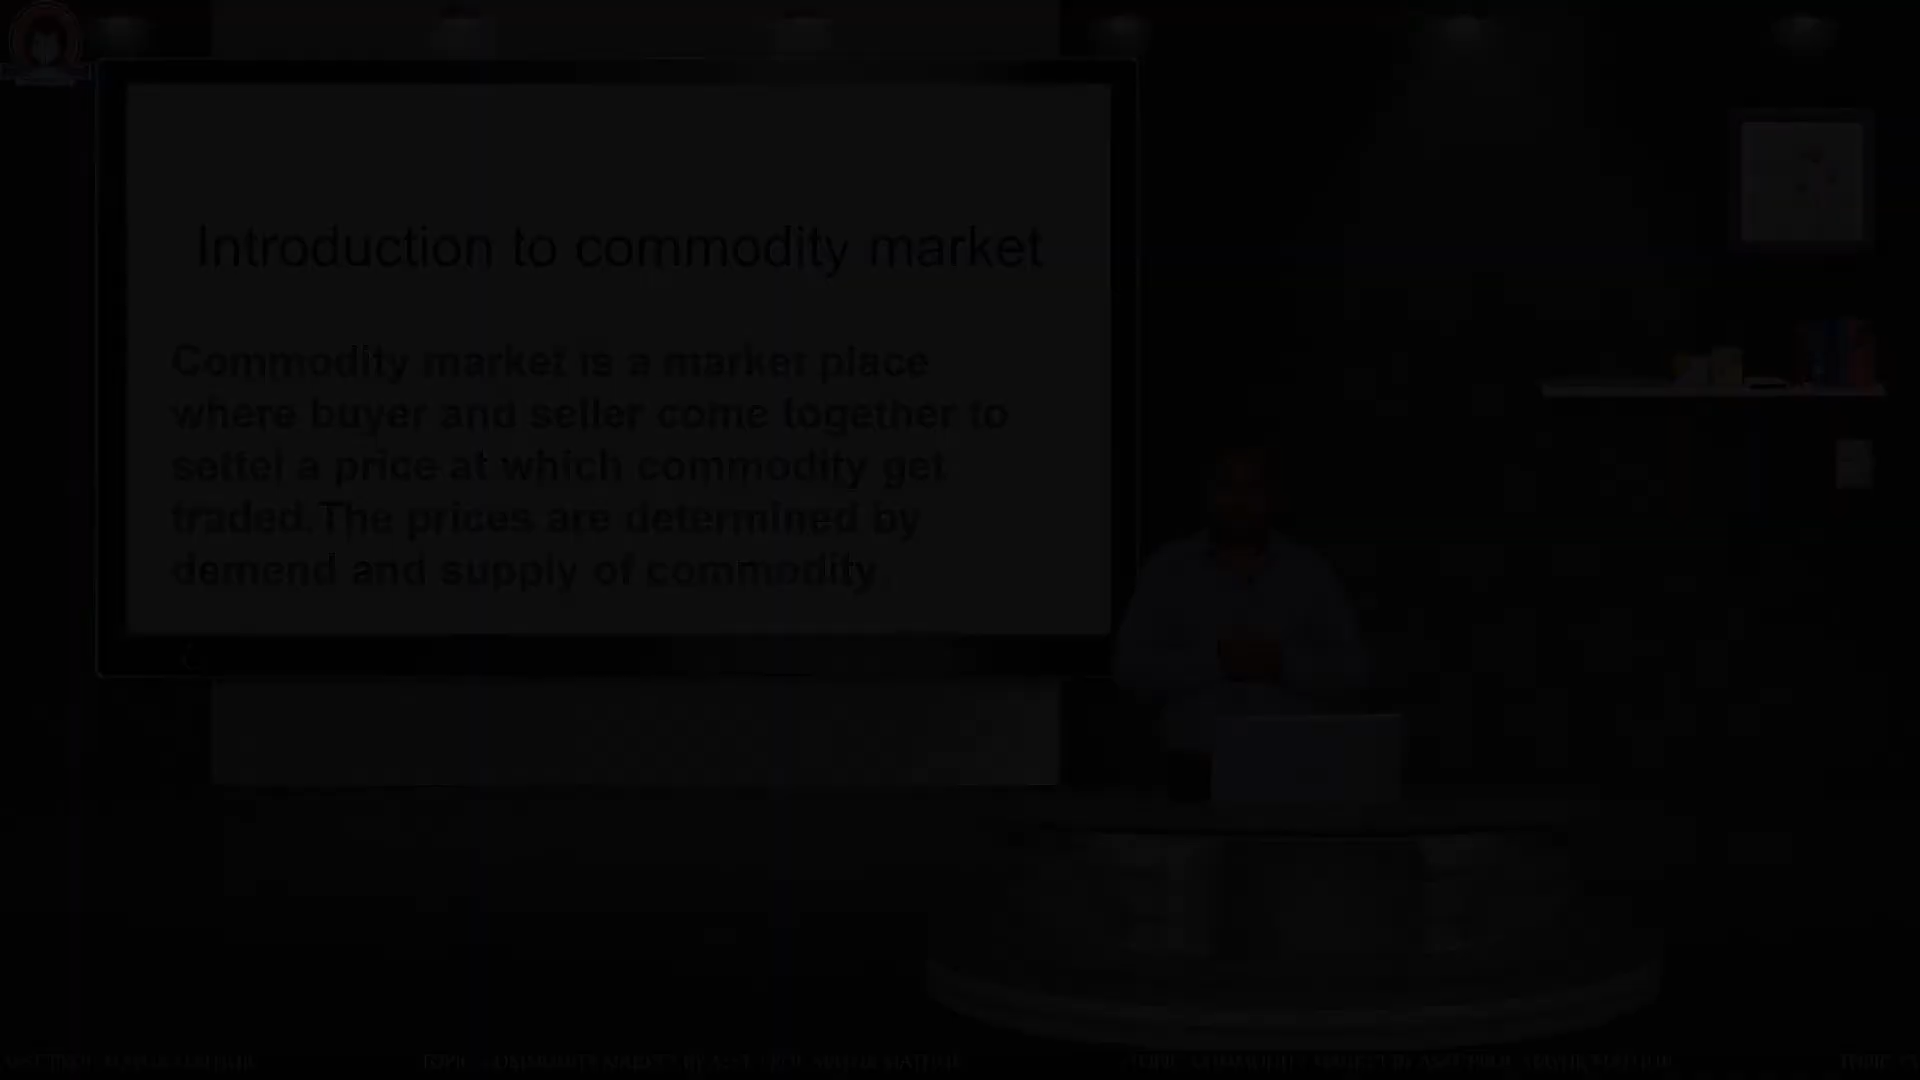 Introduction to commodity market
Commodity market is a market place
where buyer and seller come together to
settel a price at which commodity get
traded.The prices are determined by
demend and supply of commodity